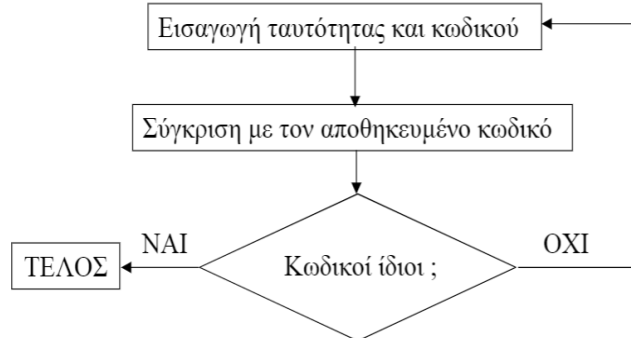 Εισαγωγή ταυτότητας και κωδικού
Σύγκριση με τον αποθηκευμένο κωδικό
ΝΑΙ
ΟΧΙ
ΤΕΛΟΣ
Κωδικοί ίδιοι ;